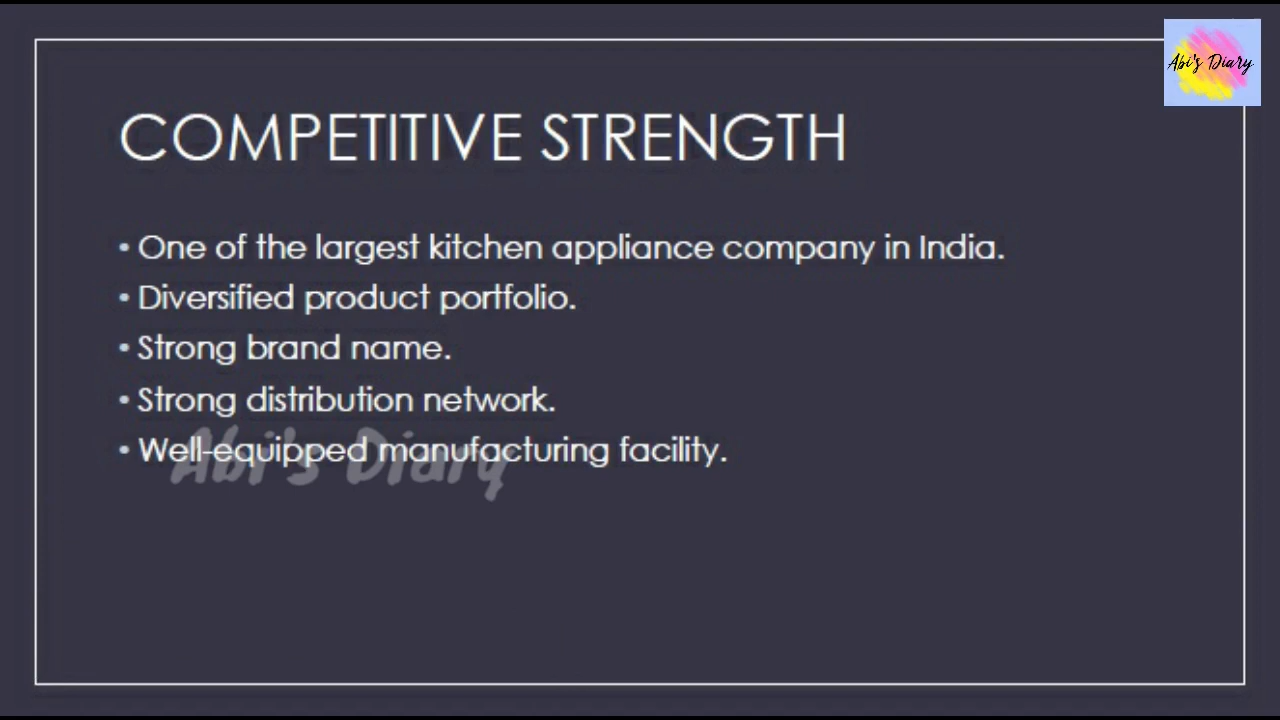 Abi's Diary
COMPETITIVE STRENGTH
• One of the largest kitchen appliance company in India.
• Diversified product portfolio.
• Strong brand name.
• Strong distribution network.
• Well-equipped manufacturing facility.
Abi's Diary